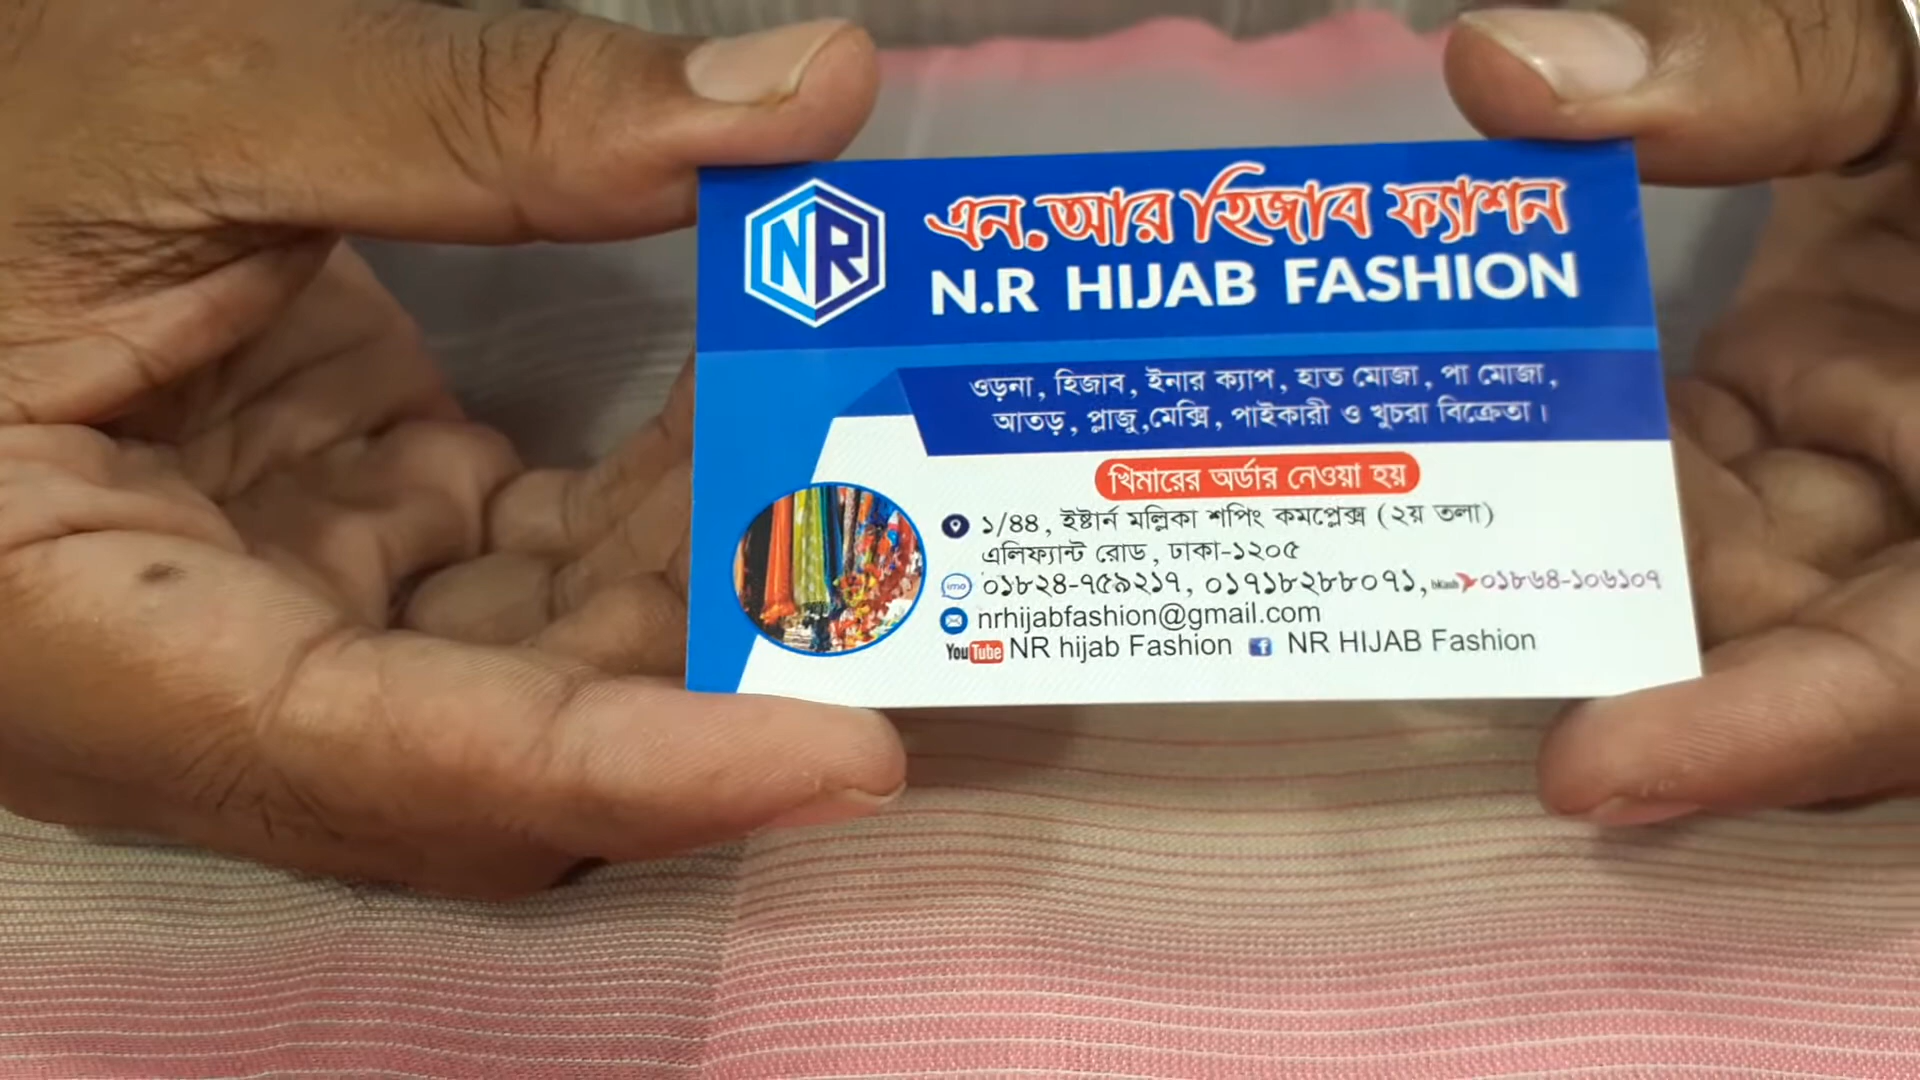 NR
এন.আর হিজাব ফ্যাশন
N.R HIJAB FASHION
ওড়না, হিজাব, ইনার ক্যাপ, হাত মোজা, পা মোজা,
আতড়, প্লাজু,মেক্সি, পাইকারী ও খুচরা বিক্রেতা।
খিমারের অর্ডার নেওয়া হয়
১/৪৪, ইষ্টার্ন মল্লিকা শপিং কমপ্লেক্স (২য় তলা)
এলিফ্যান্ট রোড, ঢাকা-১২০৫
imo ০১৮২৪-৭৫৯২১৭, ০১৭১৮২৮৮০৭১, bKash ০১৮৬৪-১০৬১০৭
nrhijabfashion@gmail.com
YouTube NR hijab Fashion f NR HIJAB Fashion